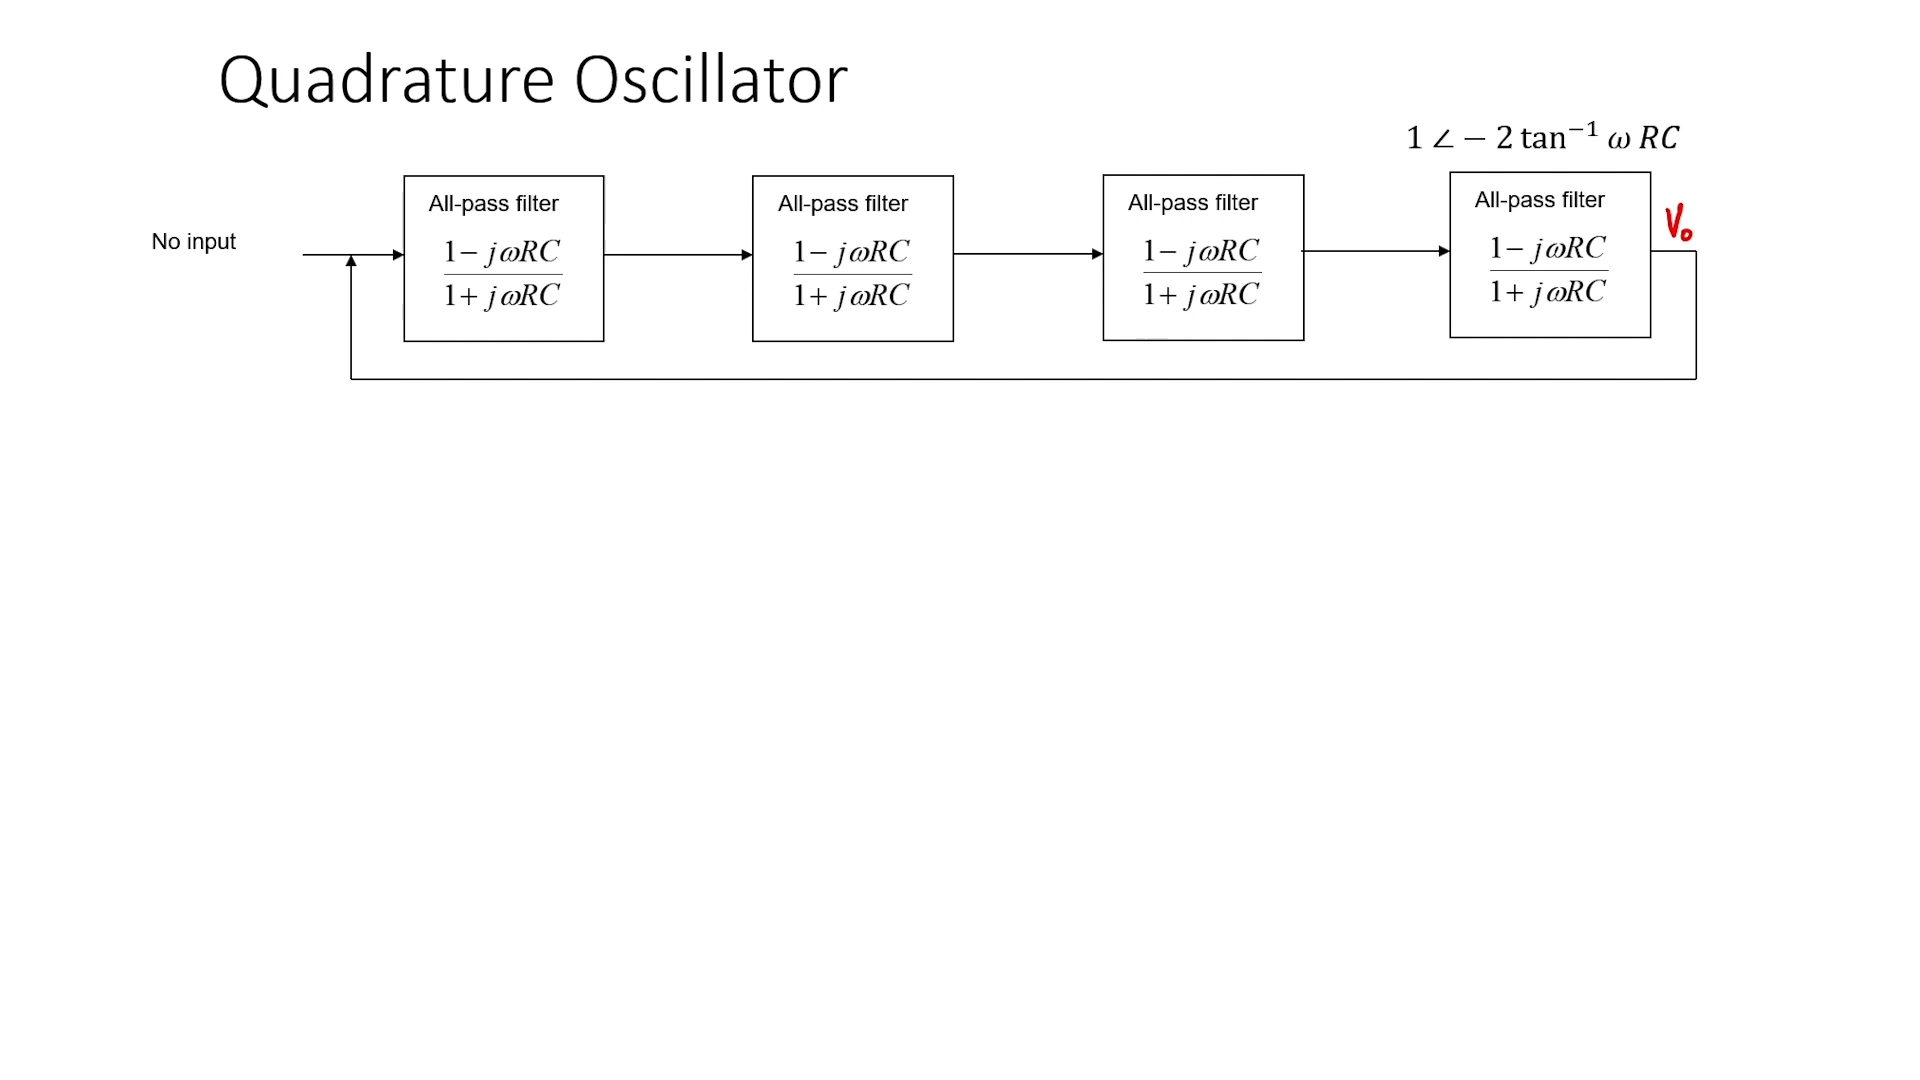 Quadrature Oscillator
1 ∠ − 2 tan⁻¹ ω RC
No input
All-pass filter
1− jωRC
1+ jωRC
All-pass filter
1− jωRC
1+ jωRC
All-pass filter
1− jωRC
1+ jωRC
All-pass filter
1− jωRC
1+ jωRC
V₀